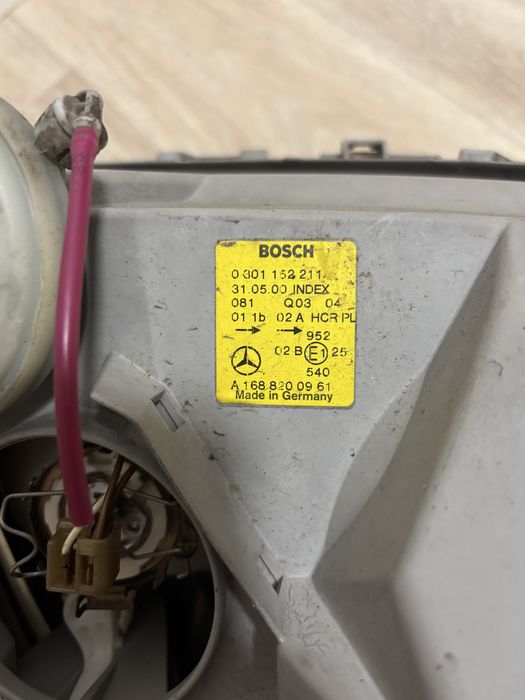 BOSCH
0 301 152 211
31.05.00 INDEX
081 Q03 04
01 1b 02 A HCR PL
952
02 B E1 25
540
A 168 820 09 61
Made in Germany